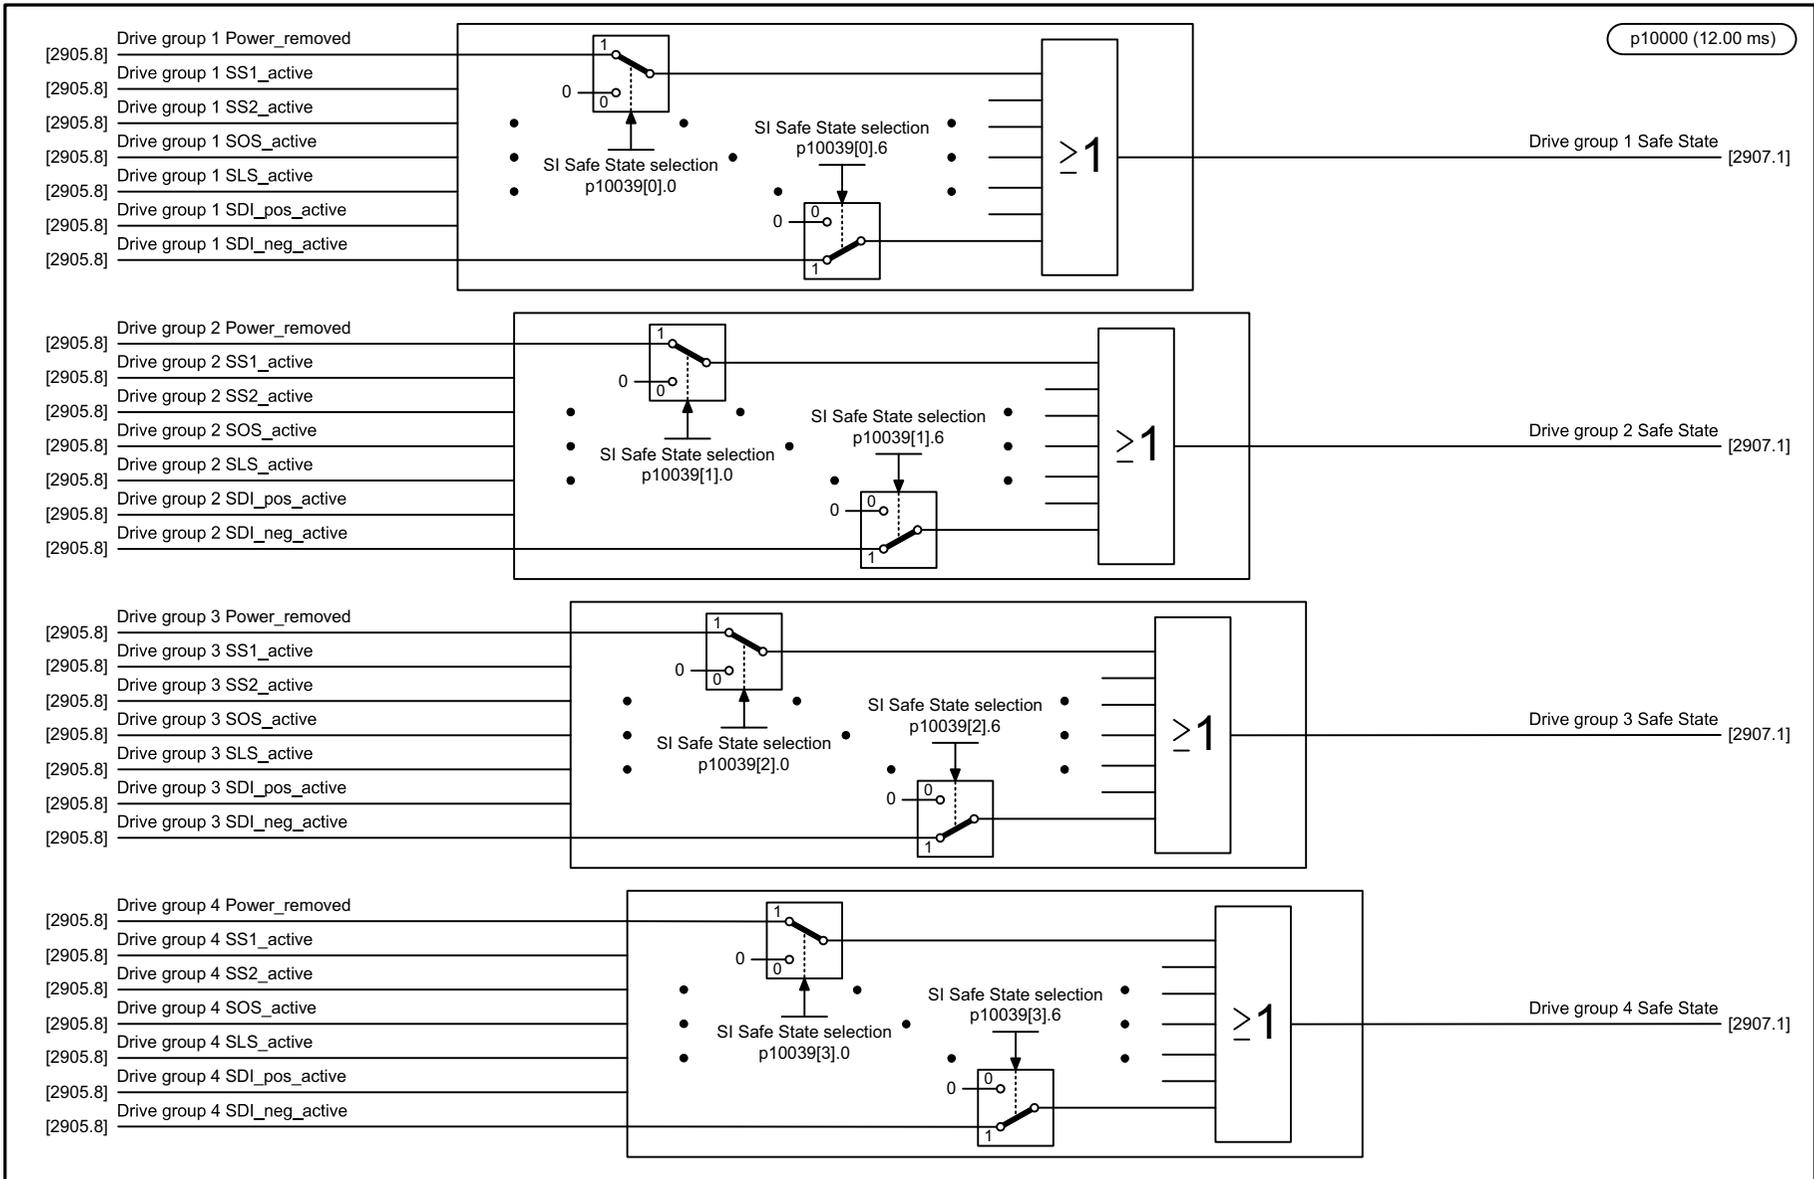 p10000 (12.00 ms)
Drive group 1 Power_removed
[2905.8]
Drive group 1 SS1_active
[2905.8]
Drive group 1 SS2_active
[2905.8]
Drive group 1 SOS_active
[2905.8]
Drive group 1 SLS_active
[2905.8]
Drive group 1 SDI_pos_active
[2905.8]
Drive group 1 SDI_neg_active
[2905.8]
1
0
0
SI Safe State selection
p10039[0].0
SI Safe State selection
p10039[0].6
0
0
1
≥1
Drive group 1 Safe State
[2907.1]
Drive group 2 Power_removed
[2905.8]
Drive group 2 SS1_active
[2905.8]
Drive group 2 SS2_active
[2905.8]
Drive group 2 SOS_active
[2905.8]
Drive group 2 SLS_active
[2905.8]
Drive group 2 SDI_pos_active
[2905.8]
Drive group 2 SDI_neg_active
[2905.8]
1
0
0
SI Safe State selection
p10039[1].0
SI Safe State selection
p10039[1].6
0
0
1
≥1
Drive group 2 Safe State
[2907.1]
Drive group 3 Power_removed
[2905.8]
Drive group 3 SS1_active
[2905.8]
Drive group 3 SS2_active
[2905.8]
Drive group 3 SOS_active
[2905.8]
Drive group 3 SLS_active
[2905.8]
Drive group 3 SDI_pos_active
[2905.8]
Drive group 3 SDI_neg_active
[2905.8]
1
0
0
SI Safe State selection
p10039[2].0
SI Safe State selection
p10039[2].6
0
0
1
≥1
Drive group 3 Safe State
[2907.1]
Drive group 4 Power_removed
[2905.8]
Drive group 4 SS1_active
[2905.8]
Drive group 4 SS2_active
[2905.8]
Drive group 4 SOS_active
[2905.8]
Drive group 4 SLS_active
[2905.8]
Drive group 4 SDI_pos_active
[2905.8]
Drive group 4 SDI_neg_active
[2905.8]
1
0
0
SI Safe State selection
p10039[3].0
SI Safe State selection
p10039[3].6
0
0
1
≥1
Drive group 4 Safe State
[2907.1]